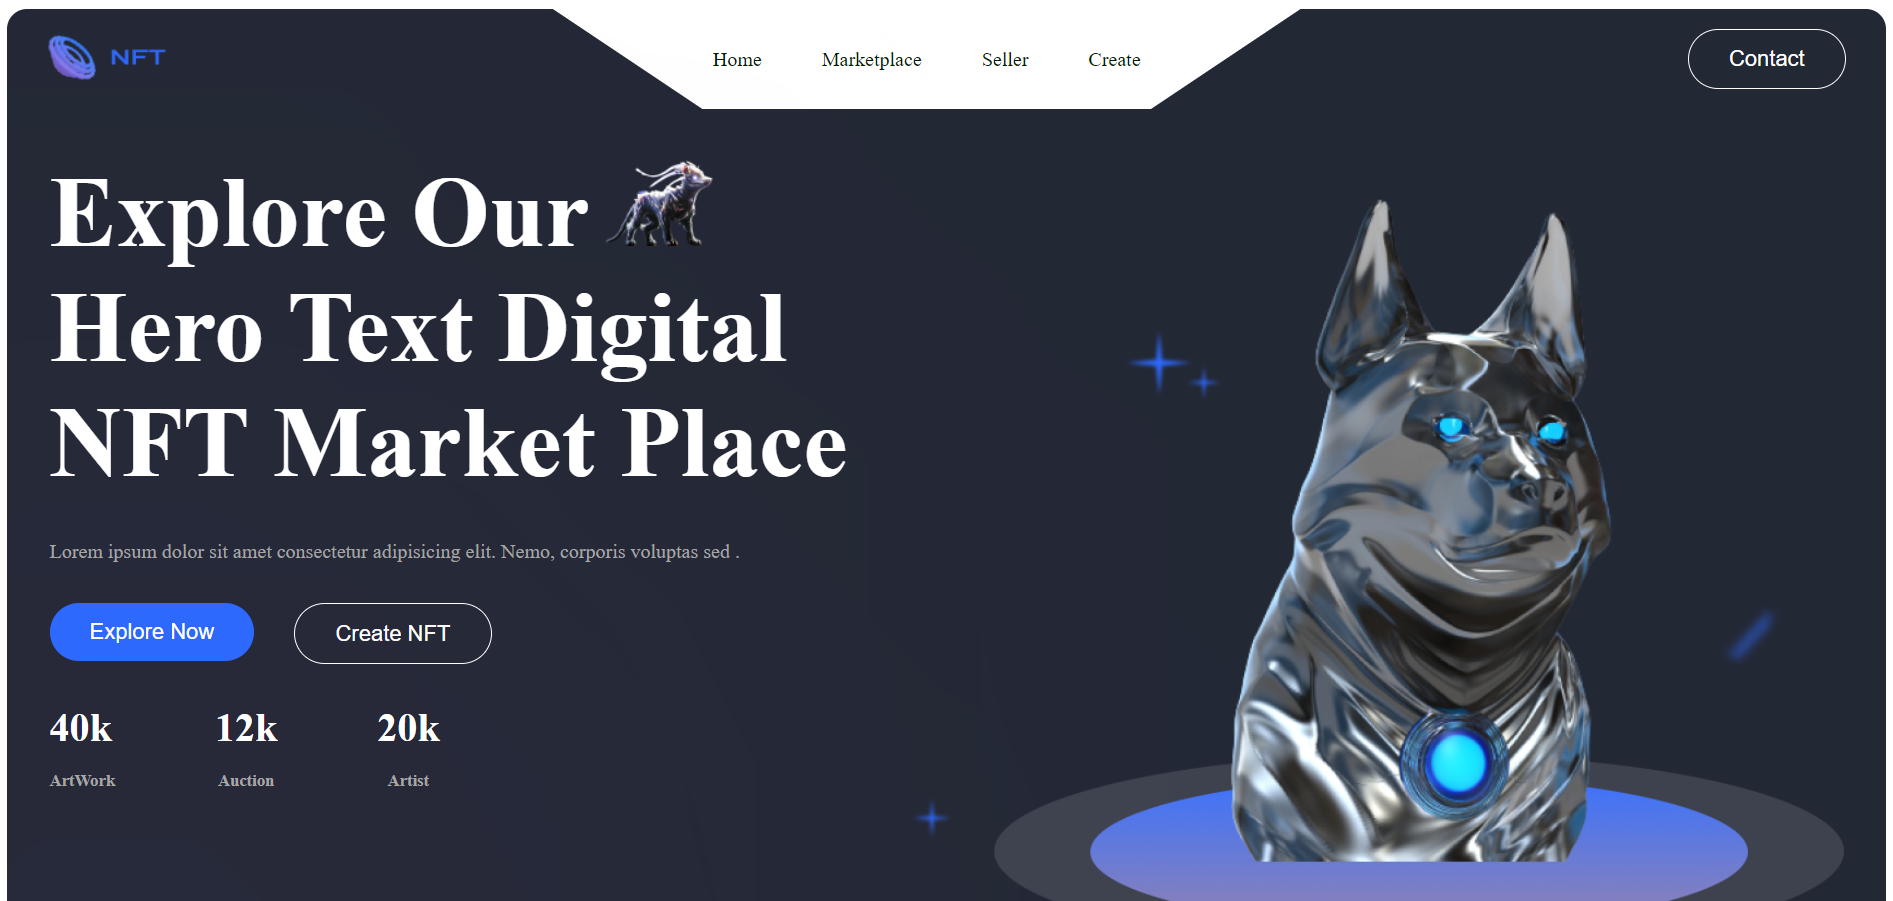 NFT
Home Marketplace Seller Create
Contact
Explore Our
Hero Text Digital
NFT Market Place
Lorem ipsum dolor sit amet consectetur adipisicing elit. Nemo, corporis voluptas sed .
Explore Now Create NFT
40k 12k 20k
ArtWork Auction Artist